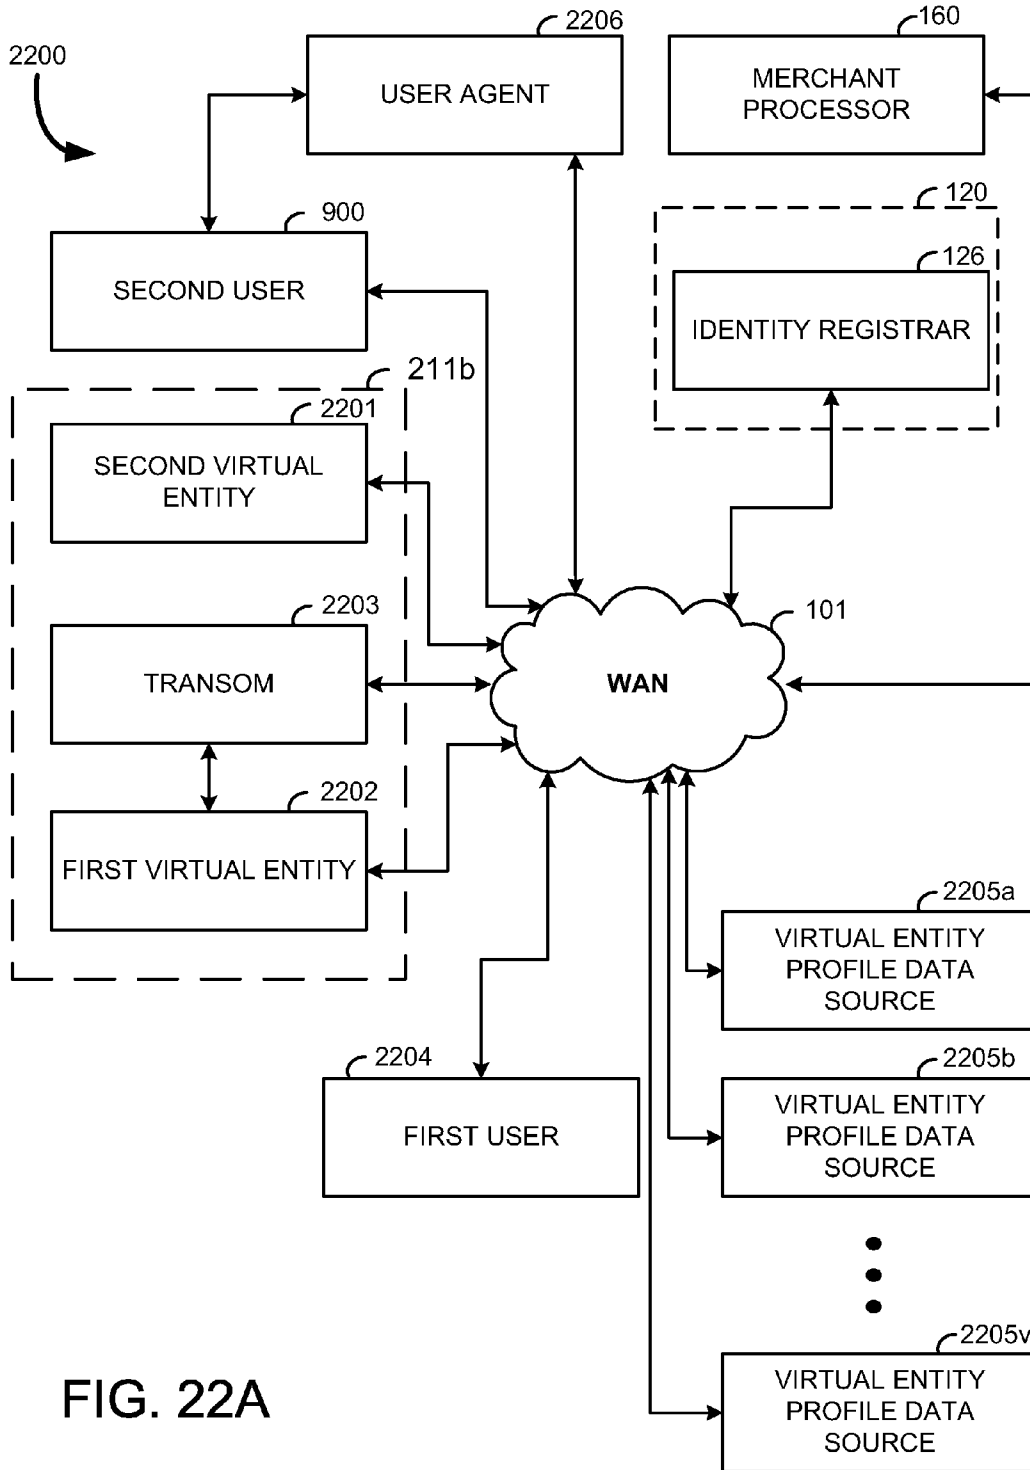 2200
2206
USER AGENT
160
MERCHANT
PROCESSOR
900
SECOND USER
120
126
IDENTITY REGISTRAR
211b
2201
SECOND VIRTUAL
ENTITY
2203
TRANSOM
101
WAN
2202
FIRST VIRTUAL ENTITY
2205a
VIRTUAL ENTITY
PROFILE DATA
SOURCE
2204
FIRST USER
2205b
VIRTUAL ENTITY
PROFILE DATA
SOURCE
2205v
VIRTUAL ENTITY
PROFILE DATA
SOURCE
FIG. 22A